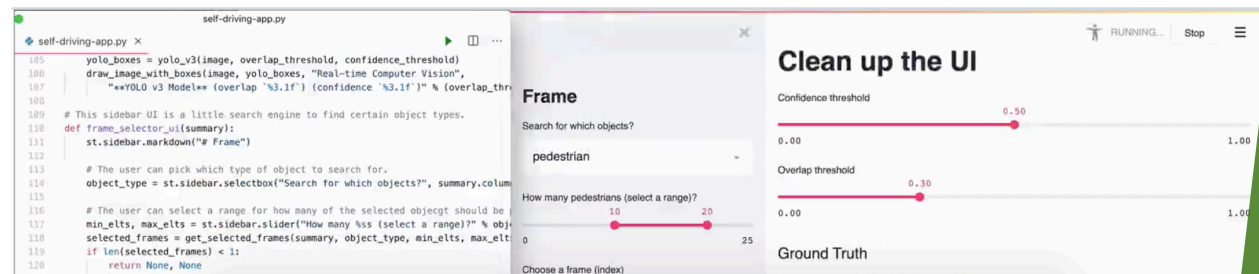 self-driving-app.py
self-driving-app.py ×
105 yolo_boxes = yolo_v3(image, overlap_threshold, confidence_threshold)
106 draw_image_with_boxes(image, yolo_boxes, "Real-time Computer Vision",
107 "**YOLO v3 Model** (overlap `%3.1f`) (confidence `%3.1f`)" % (overlap_thr
108
109 # This sidebar UI is a little search engine to find certain object types.
110 def frame_selector_ui(summary):
111 st.sidebar.markdown("# Frame")
112
113 # The user can pick which type of object to search for.
114 object_type = st.sidebar.selectbox("Search for which objects?", summary.colum
115
116 # The user can select a range for how many of the selected objecgt should be
117 min_elts, max_elts = st.sidebar.slider("How many %ss (select a range)?" % obj
118 selected_frames = get_selected_frames(summary, object_type, min_elts, max_elt
119 if len(selected_frames) < 1:
120 return None, None
Frame
Search for which objects?
pedestrian
How many pedestrians (select a range)?
10 20
0 25
Choose a frame (index)
RUNNING... Stop
Clean up the UI
Confidence threshold
0.50
0.00 1.00
Overlap threshold
0.30
0.00 1.00
Ground Truth